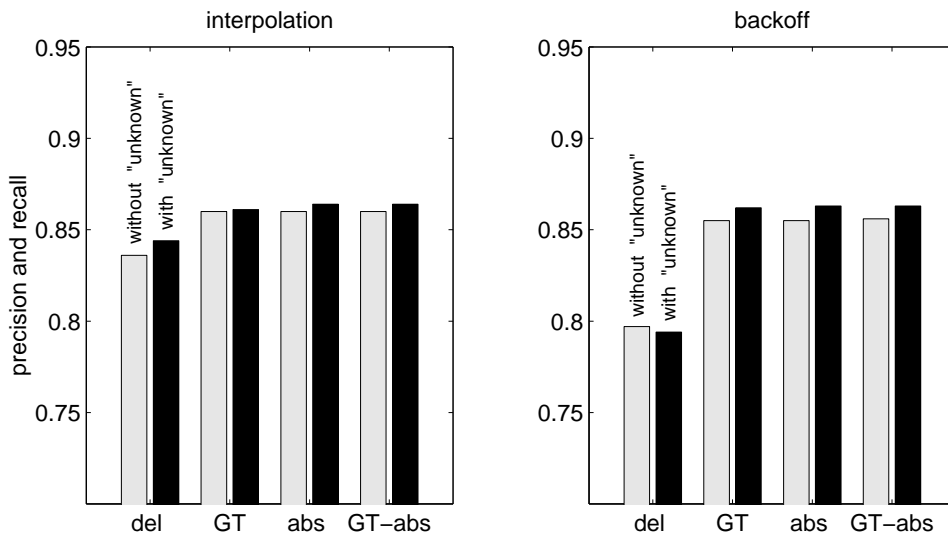 interpolation
0.95
0.9
0.85
0.8
0.75
precision and recall
without "unknown"
with "unknown"
del GT abs GT-abs
backoff
0.95
0.9
0.85
0.8
0.75
without "unknown"
with "unknown"
del GT abs GT-abs